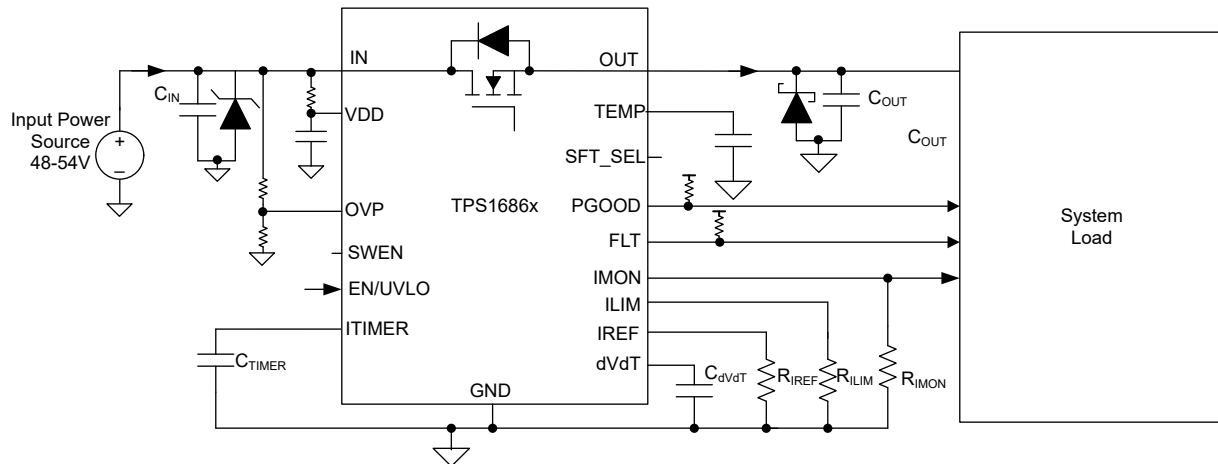 IN
OUT
C_IN
VDD
TEMP
C_OUT
C_OUT
Input Power
Source
48-54V
+
–
SFT_SEL
OVP
TPS1686x
PGOOD
System
Load
FLT
SWEN
IMON
EN/UVLO
ILIM
ITIMER
IREF
C_TIMER
dVdT
C_dVdT
R_IREF
R_ILIM
R_IMON
GND